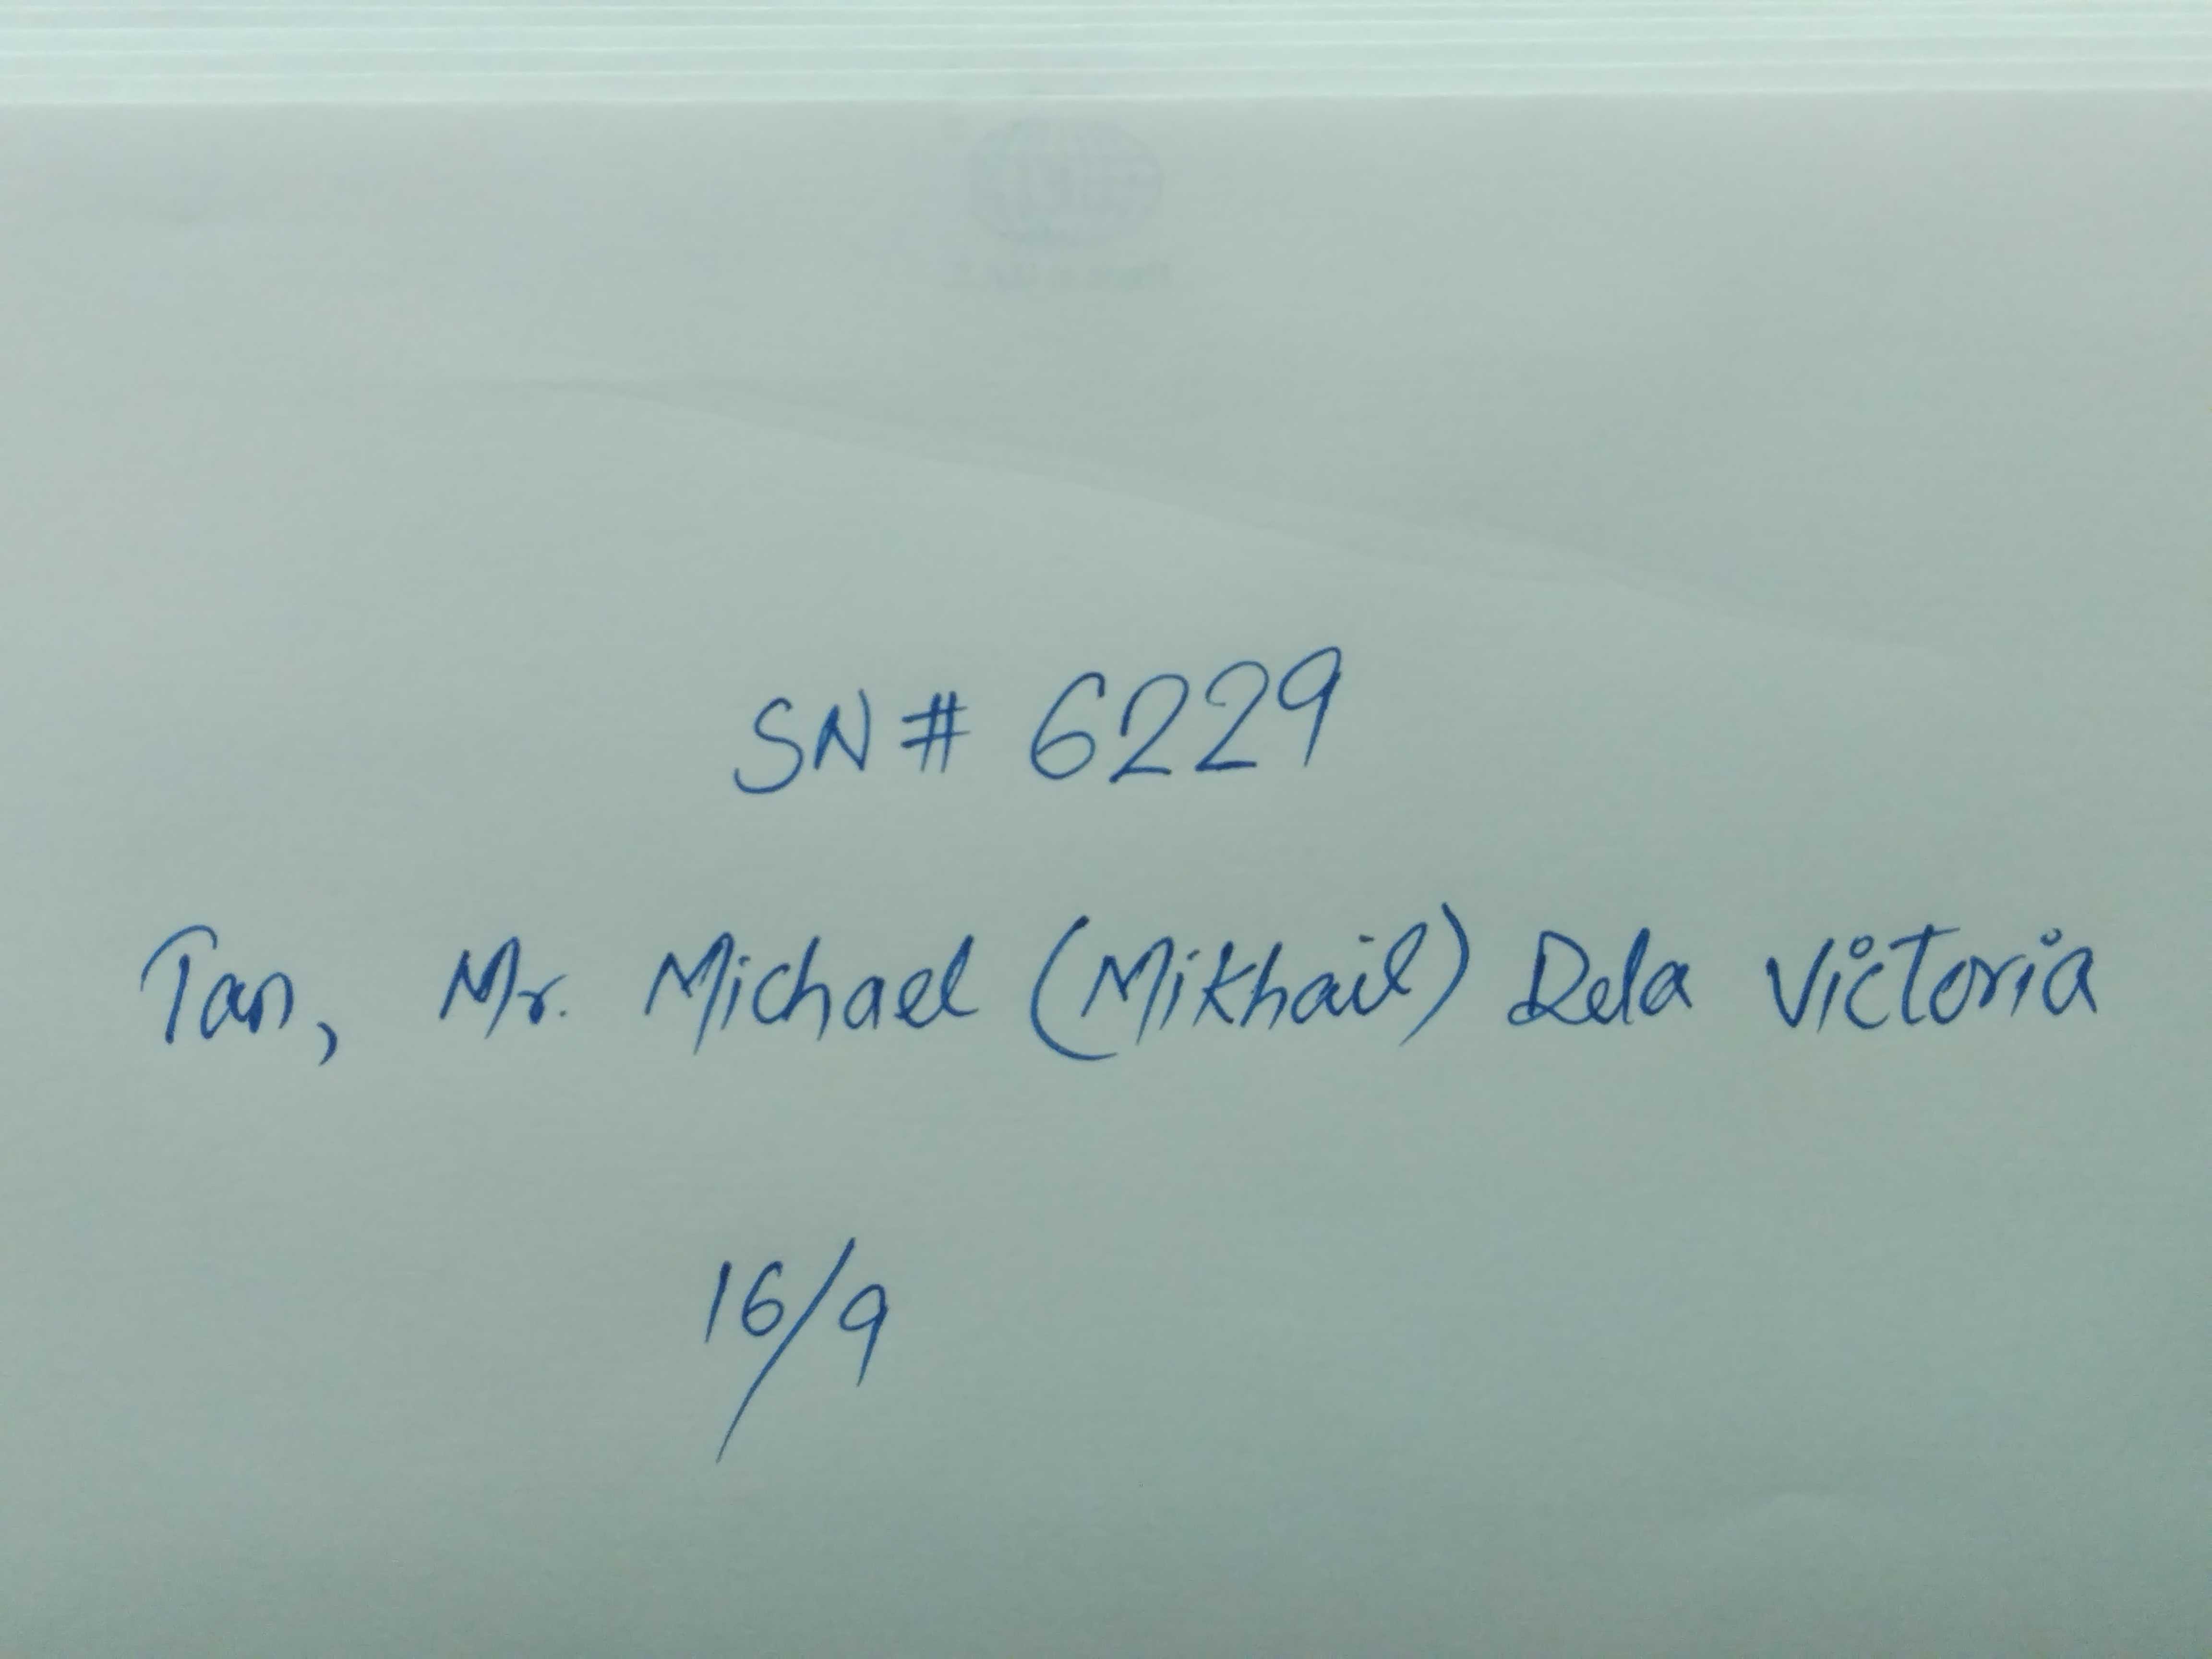 SN # 6229
Tan, Mr. Michael (Mikhail) Dela Victoria
16/9